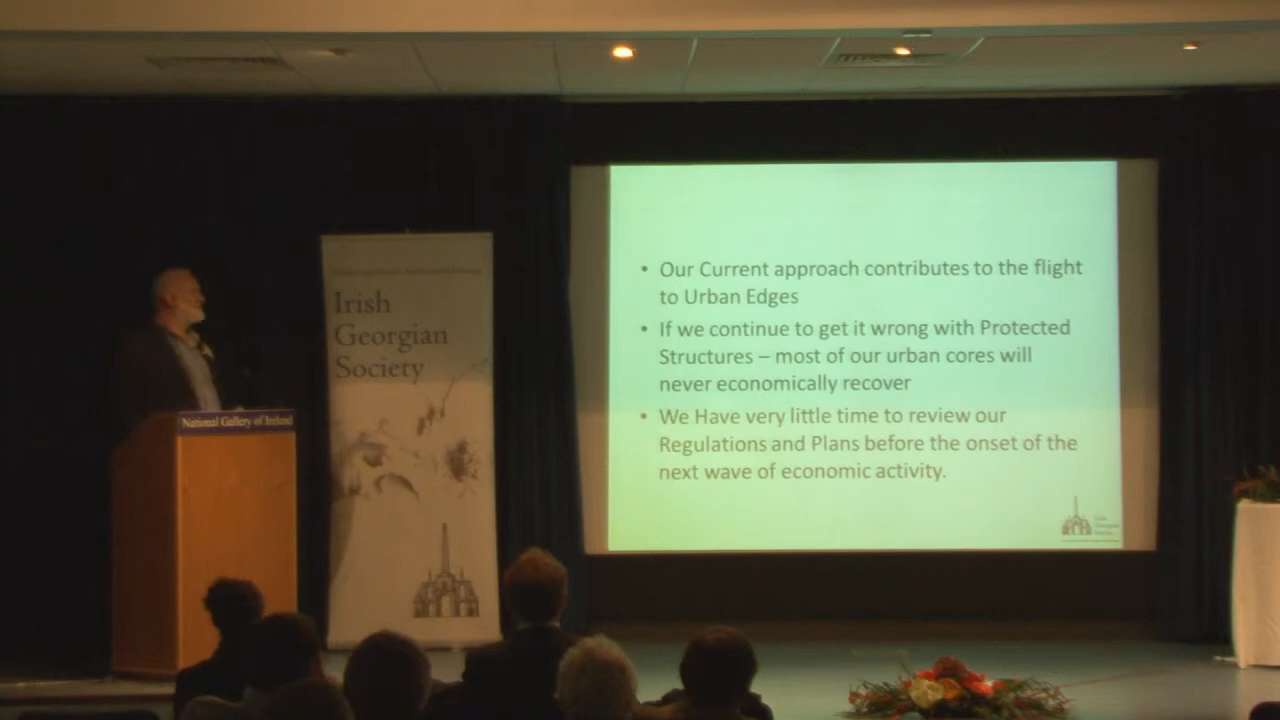 Irish
Georgian
Society
National Gallery of Ireland
• Our Current approach contributes to the flight
to Urban Edges
• If we continue to get it wrong with Protected
Structures – most of our urban cores will
never economically recover
• We Have very little time to review our
Regulations and Plans before the onset of the
next wave of economic activity.
Irish
Georgian
Society